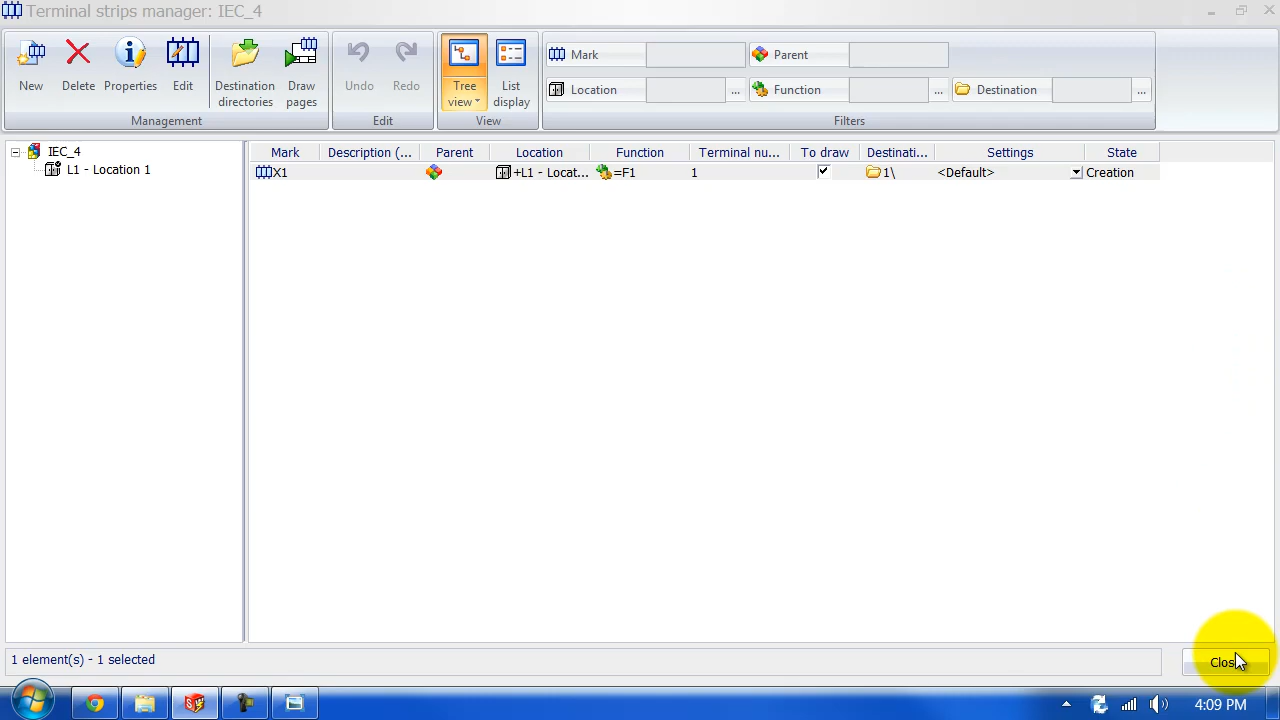 Terminal strips manager: IEC_4
New Delete Properties Edit Destination directories Draw pages Undo Redo Tree view List display
Mark Parent
Location ... Function ... Destination ...
Management Edit View Filters
IEC_4
L1 - Location 1
Mark Description (... Parent Location Function Terminal nu... To draw Destinati... Settings State
X1 +L1 - Locat... =F1 1 1\ <Default> Creation
1 element(s) - 1 selected
Clos
4:09 PM